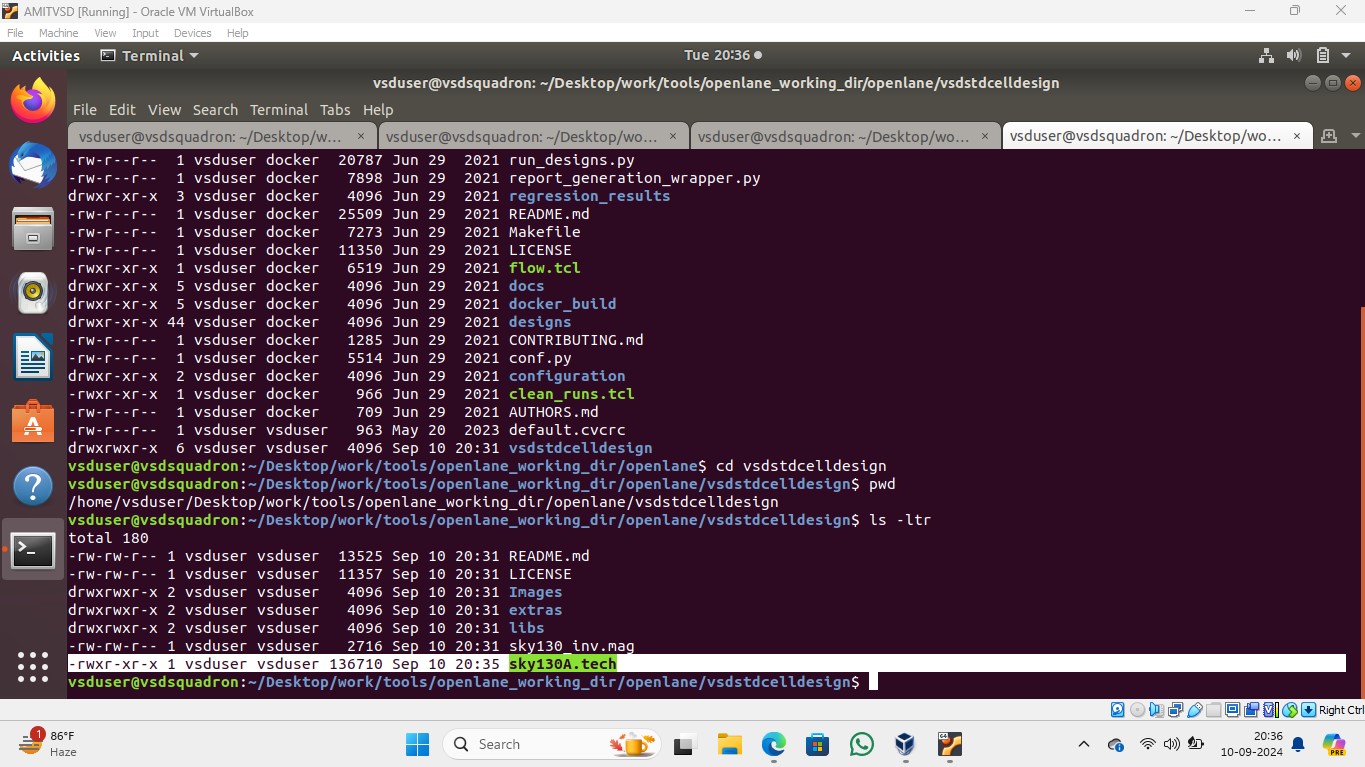 AMITVSD [Running] - Oracle VM VirtualBox
File Machine View Input Devices Help
Activities Terminal Tue 20:36
vsduser@vsdsquadron: ~/Desktop/work/tools/openlane_working_dir/openlane/vsdstdcelldesign
File Edit View Search Terminal Tabs Help
vsduser@vsdsquadron: ~/Desktop/w... × vsduser@vsdsquadron: ~/Desktop/wo... × vsduser@vsdsquadron: ~/Desktop/wo... × vsduser@vsdsquadron: ~/Desktop/wo... ×
-rw-r--r-- 1 vsduser docker 20787 Jun 29 2021 run_designs.py
-rw-r--r-- 1 vsduser docker 7898 Jun 29 2021 report_generation_wrapper.py
drwxr-xr-x 3 vsduser docker 4096 Jun 29 2021 regression_results
-rw-r--r-- 1 vsduser docker 25509 Jun 29 2021 README.md
-rw-r--r-- 1 vsduser docker 7273 Jun 29 2021 Makefile
-rw-r--r-- 1 vsduser docker 11350 Jun 29 2021 LICENSE
-rwxr-xr-x 1 vsduser docker 6519 Jun 29 2021 flow.tcl
drwxr-xr-x 5 vsduser docker 4096 Jun 29 2021 docs
drwxr-xr-x 5 vsduser docker 4096 Jun 29 2021 docker_build
drwxr-xr-x 44 vsduser docker 4096 Jun 29 2021 designs
-rw-r--r-- 1 vsduser docker 1285 Jun 29 2021 CONTRIBUTING.md
-rw-r--r-- 1 vsduser docker 5514 Jun 29 2021 conf.py
drwxr-xr-x 2 vsduser docker 4096 Jun 29 2021 configuration
-rwxr-xr-x 1 vsduser docker 966 Jun 29 2021 clean_runs.tcl
-rw-r--r-- 1 vsduser docker 709 Jun 29 2021 AUTHORS.md
-rw-r--r-- 1 vsduser vsduser 963 May 20 2023 default.cvcrc
drwxrwxr-x 6 vsduser vsduser 4096 Sep 10 20:31 vsdstdcelldesign
vsduser@vsdsquadron:~/Desktop/work/tools/openlane_working_dir/openlane$ cd vsdstdcelldesign
vsduser@vsdsquadron:~/Desktop/work/tools/openlane_working_dir/openlane/vsdstdcelldesign$ pwd
/home/vsduser/Desktop/work/tools/openlane_working_dir/openlane/vsdstdcelldesign
vsduser@vsdsquadron:~/Desktop/work/tools/openlane_working_dir/openlane/vsdstdcelldesign$ ls -ltr
total 180
-rw-rw-r-- 1 vsduser vsduser 13525 Sep 10 20:31 README.md
-rw-rw-r-- 1 vsduser vsduser 11357 Sep 10 20:31 LICENSE
drwxrwxr-x 2 vsduser vsduser 4096 Sep 10 20:31 Images
drwxrwxr-x 2 vsduser vsduser 4096 Sep 10 20:31 extras
drwxrwxr-x 2 vsduser vsduser 4096 Sep 10 20:31 libs
-rw-rw-r-- 1 vsduser vsduser 2716 Sep 10 20:31 sky130_inv.mag
-rwxr-xr-x 1 vsduser vsduser 136710 Sep 10 20:35 sky130A.tech
vsduser@vsdsquadron:~/Desktop/work/tools/openlane_working_dir/openlane/vsdstdcelldesign$
Right Ctrl
1 86°F
Haze
Search
20:36
10-09-2024
PRE